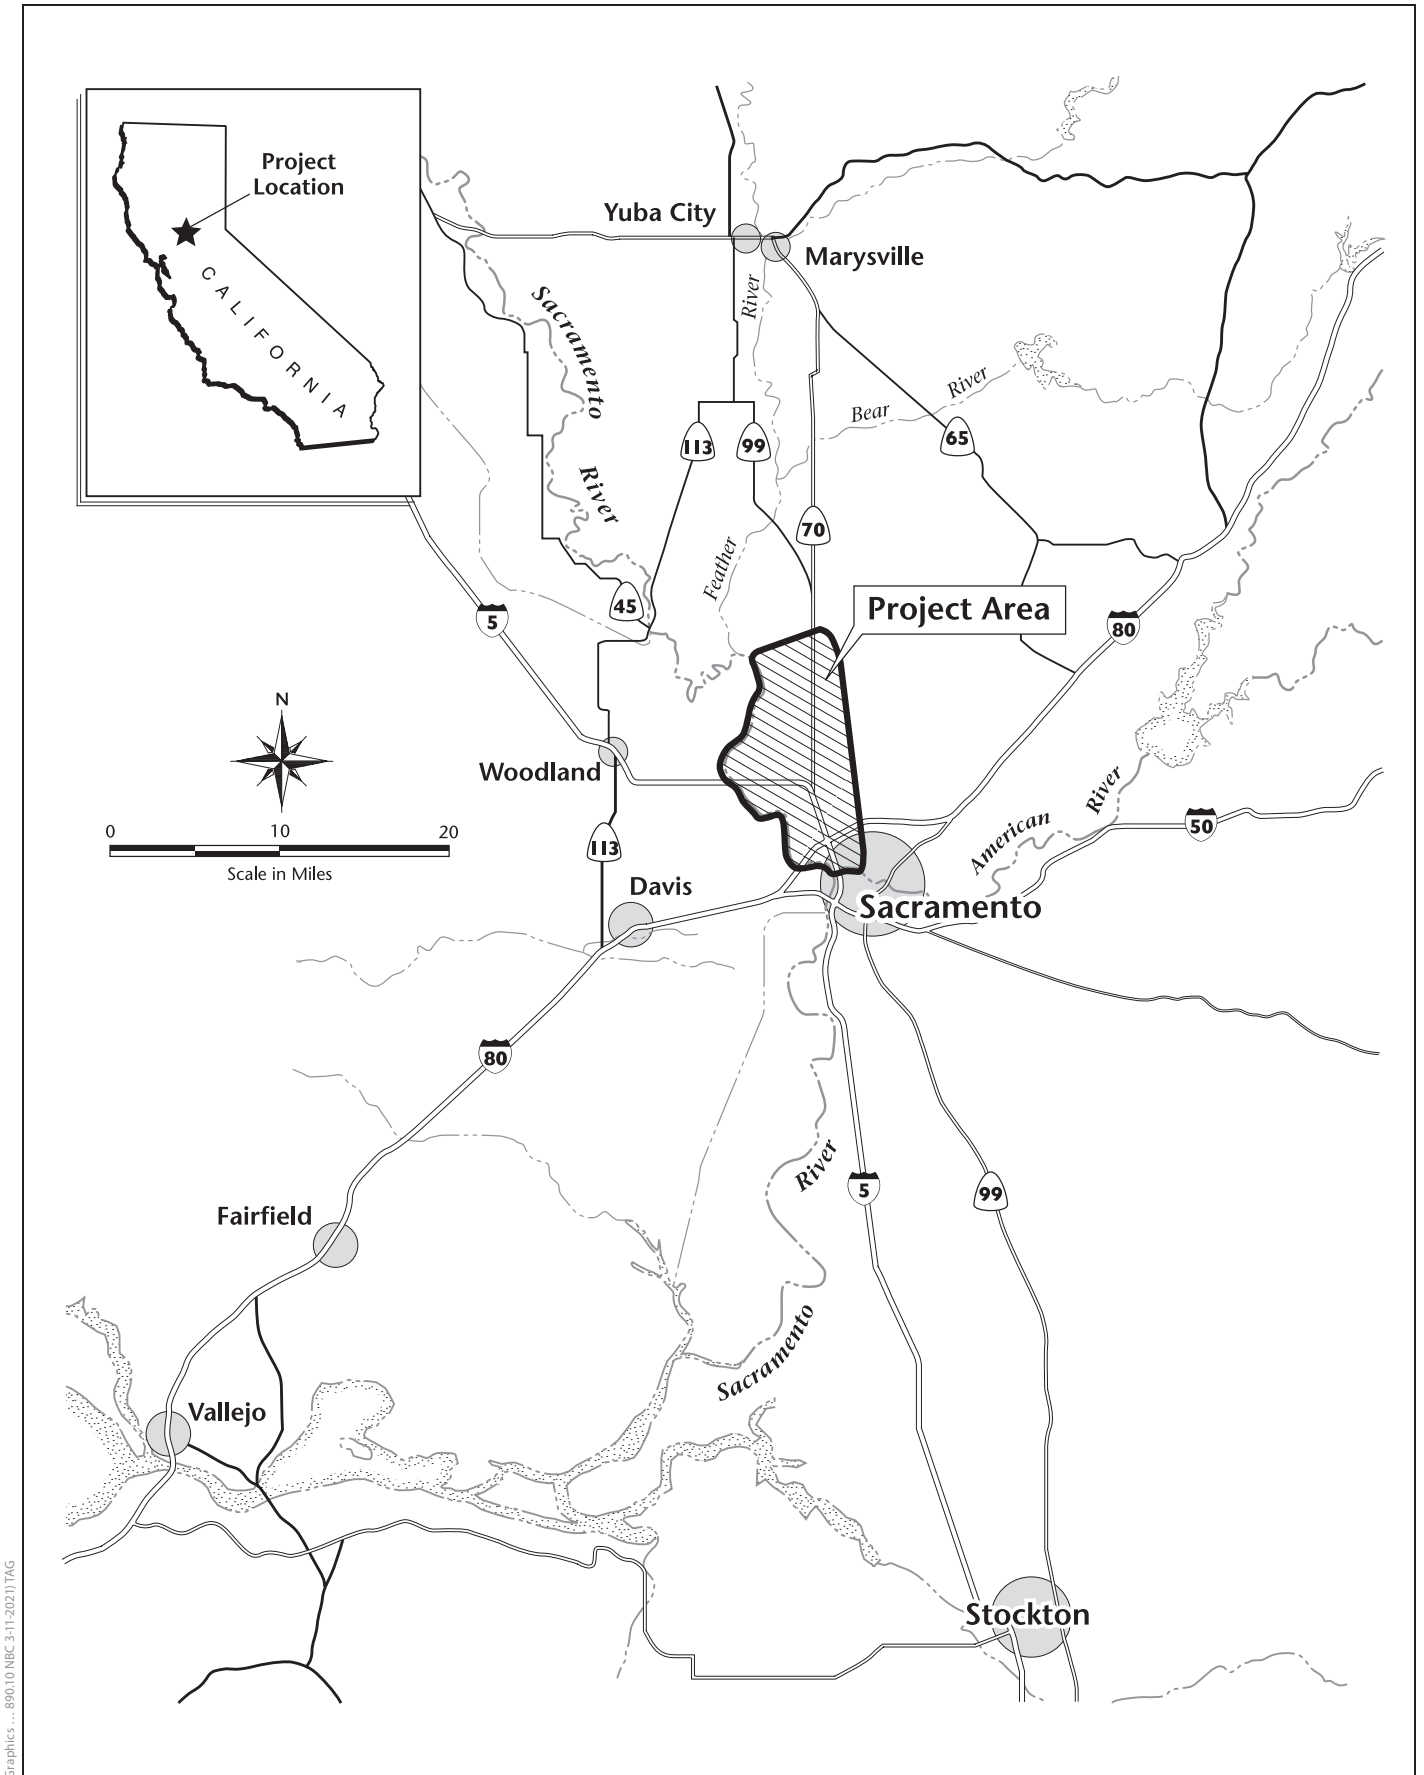 Project
Location
CALIFORNIA
Yuba City
Marysville
River
Sacramento
River
Bear
River
113
99
65
70
Feather
45
5
Project Area
80
N
Woodland
0
10
20
Scale in Miles
113
American
River
50
Davis
Sacramento
80
River
5
99
Fairfield
Sacramento
Vallejo
Stockton
Graphics … 890.10 NBC 3-11-2021) TAG